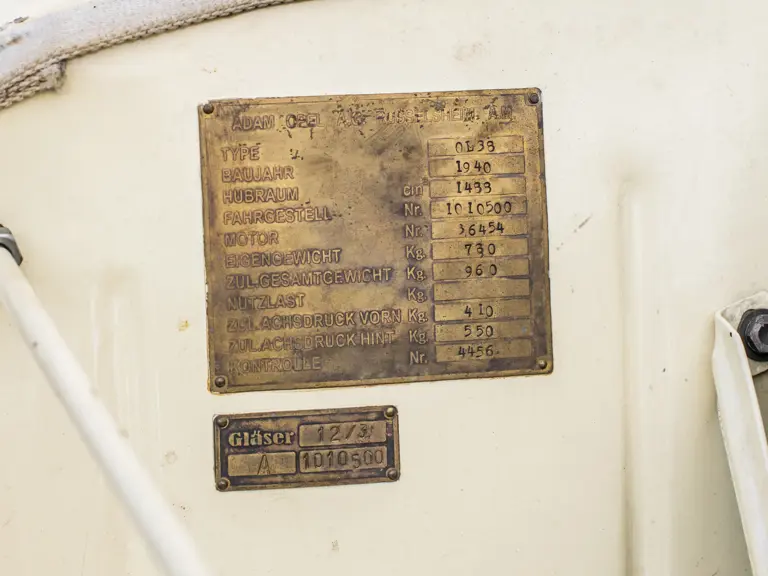 ADAM OPEL A.G. RÜSSELSHEIM A.M.
TYPE OL38
BAUJAHR 1940
HUBRAUM cm 1488
FAHRGESTELL Nr. 1010500
MOTOR Nr. 36454
EIGENGEWICHT Kg. 730
ZUL.GESAMTGEWICHT Kg. 960
NUTZLAST Kg.
ZUL.ACHSDRUCK VORN Kg. 410
ZUL.ACHSDRUCK HINT. Kg. 550
KONTROLLE Nr. 4456
Gläser 12/3
A 1010500